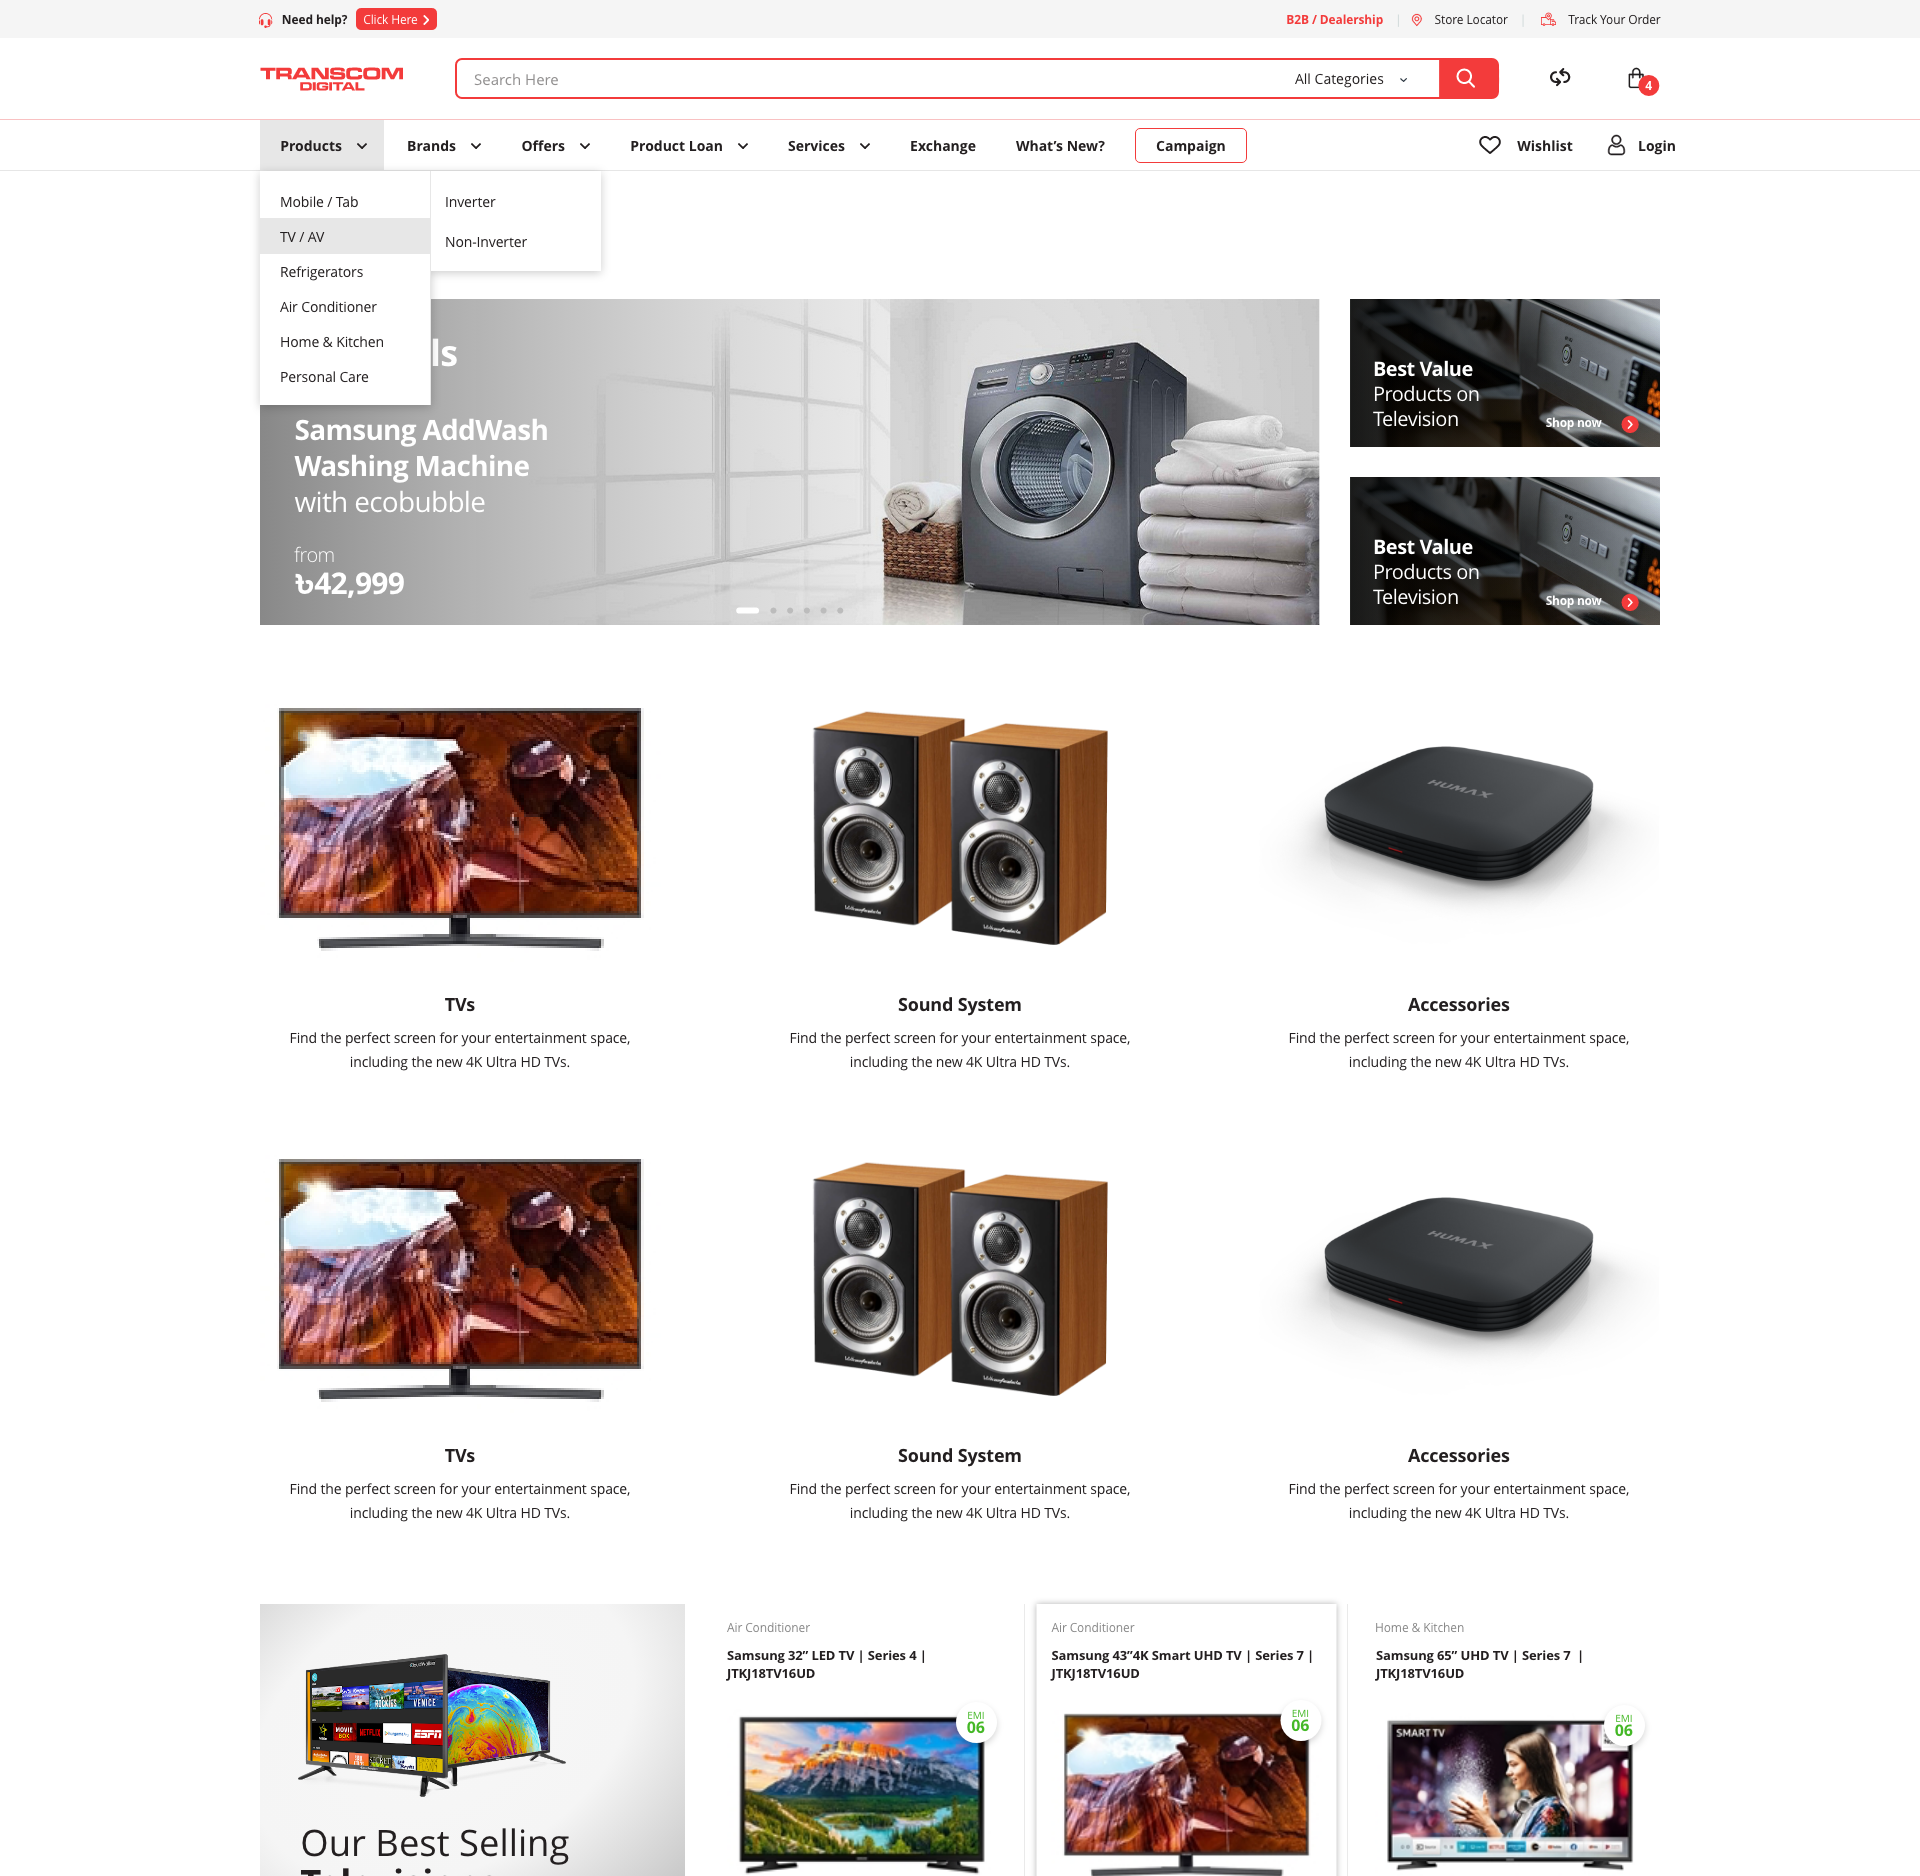 Need help?
Click Here
B2B / Dealership
Store Locator
Track Your Order
TRANSCOM
DIGITAL
Search Here
All Categories
4
Products
Brands
Offers
Product Loan
Services
Exchange
What's New?
Campaign
Wishlist
Login
Mobile / Tab
TV / AV
Refrigerators
Air Conditioner
Home & Kitchen
Personal Care
Inverter
Non-Inverter
ls
Samsung AddWash
Washing Machine
with ecobubble
from
৳42,999
Best Value
Products on
Television
Shop now
Best Value
Products on
Television
Shop now
HUMAX
TVs
Find the perfect screen for your entertainment space,
including the new 4K Ultra HD TVs.
Sound System
Find the perfect screen for your entertainment space,
including the new 4K Ultra HD TVs.
Accessories
Find the perfect screen for your entertainment space,
including the new 4K Ultra HD TVs.
HUMAX
TVs
Find the perfect screen for your entertainment space,
including the new 4K Ultra HD TVs.
Sound System
Find the perfect screen for your entertainment space,
including the new 4K Ultra HD TVs.
Accessories
Find the perfect screen for your entertainment space,
including the new 4K Ultra HD TVs.
ROCKIES
VENICE
MOVIE
BOX
NETFLIX
ESPN
Our Best Selling
Air Conditioner
Samsung 32” LED TV | Series 4 |
JTKJ18TV16UD
EMI
06
Air Conditioner
Samsung 43”4K Smart UHD TV | Series 7 |
JTKJ18TV16UD
EMI
06
Home & Kitchen
Samsung 65” UHD TV | Series 7 |
JTKJ18TV16UD
EMI
06
SMART TV